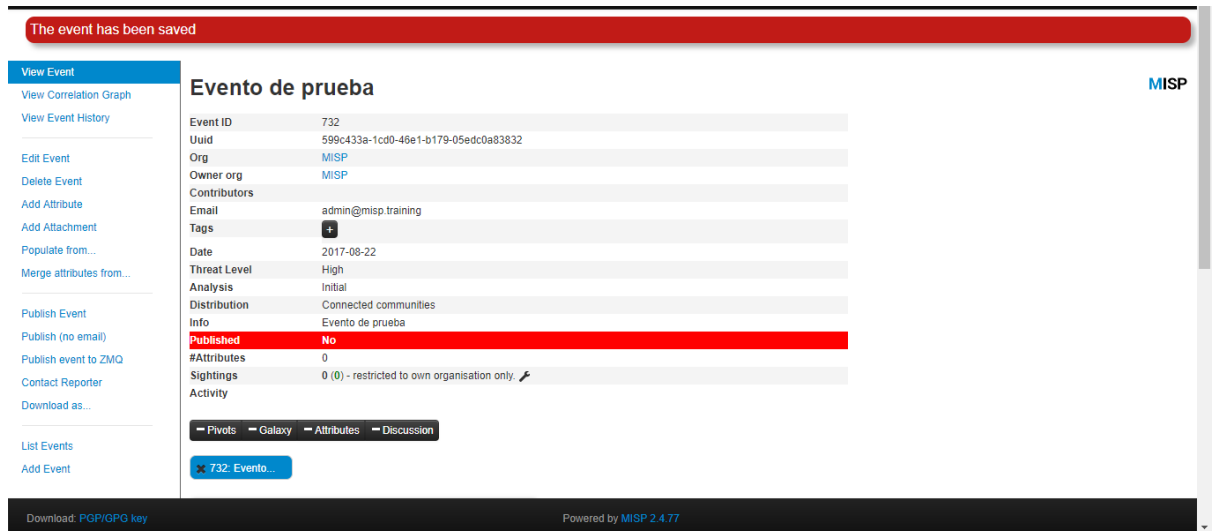 The event has been saved
View Event
View Correlation Graph
View Event History
Edit Event
Delete Event
Add Attribute
Add Attachment
Populate from...
Merge attributes from...
Publish Event
Publish (no email)
Publish event to ZMQ
Contact Reporter
Download as...
List Events
Add Event
Evento de prueba
MISP
Event ID 732
Uuid 599c433a-1cd0-46e1-b179-05edc0a83832
Org MISP
Owner org MISP
Contributors
Email admin@misp.training
Tags +
Date 2017-08-22
Threat Level High
Analysis Initial
Distribution Connected communities
Info Evento de prueba
Published No
#Attributes 0
Sightings 0 (0) - restricted to own organisation only.
Activity
Pivots Galaxy Attributes Discussion
732: Evento...
Download: PGP/GPG key Powered by MISP 2.4.77